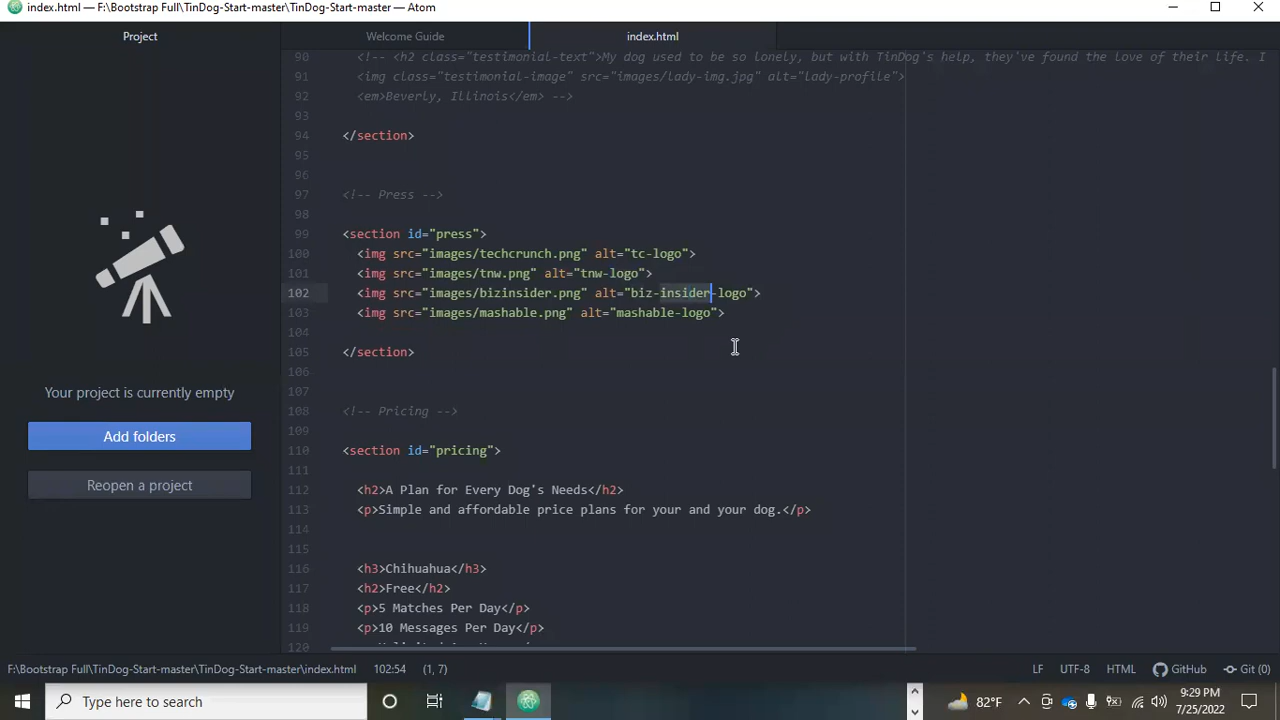 index.html — F:\Bootstrap Full\TinDog-Start-master\TinDog-Start-master — Atom
Project
Welcome Guide
index.html
90 <!-- <h2 class="testimonial-text">My dog used to be so lonely, but with TinDog's help, they've found the love of their life. I
91 <img class="testimonial-image" src="images/lady-img.jpg" alt="lady-profile">
92 <em>Beverly, Illinois</em> -->
93
94 </section>
95
96
97 <!-- Press -->
98
99 <section id="press">
100 <img src="images/techcrunch.png" alt="tc-logo">
101 <img src="images/tnw.png" alt="tnw-logo">
102 <img src="images/bizinsider.png" alt="biz-insider-logo">
103 <img src="images/mashable.png" alt="mashable-logo">
104
105 </section>
106
107
108 <!-- Pricing -->
109
110 <section id="pricing">
111
112 <h2>A Plan for Every Dog's Needs</h2>
113 <p>Simple and affordable price plans for your and your dog.</p>
114
115
116 <h3>Chihuahua</h3>
117 <h2>Free</h2>
118 <p>5 Matches Per Day</p>
119 <p>10 Messages Per Day</p>
120
Your project is currently empty
Add folders
Reopen a project
F:\Bootstrap Full\TinDog-Start-master\TinDog-Start-master\index.html 102:54 (1, 7)
LF UTF-8 HTML GitHub Git (0)
Type here to search
82°F
9:29 PM
7/25/2022